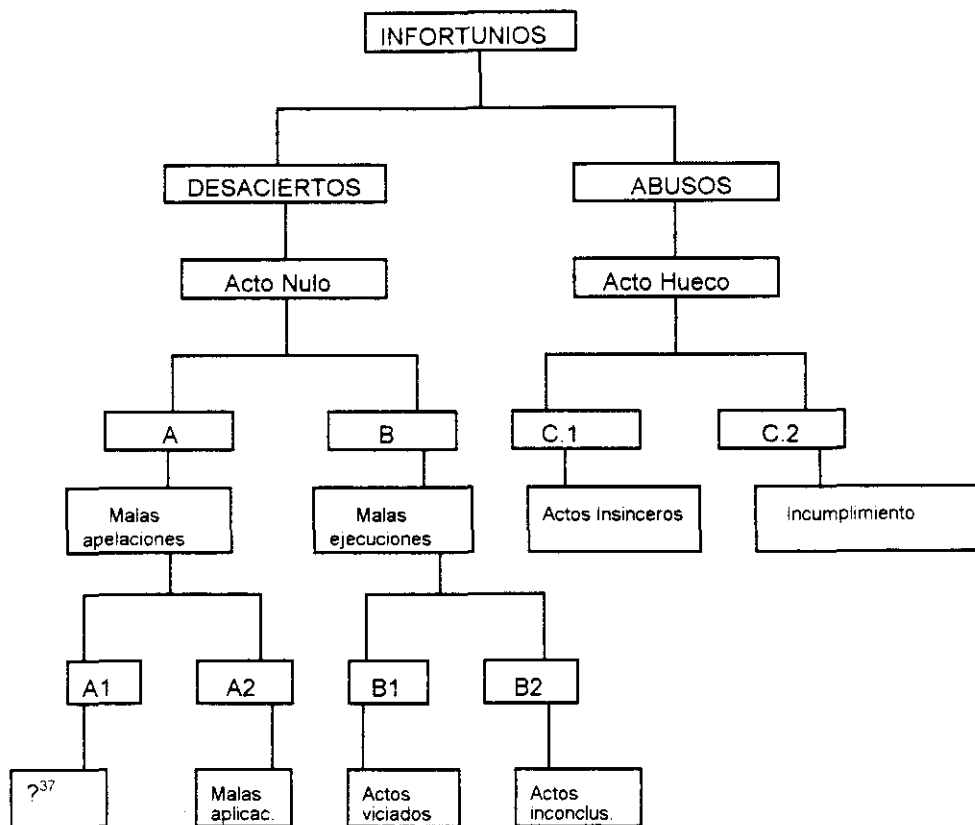 INFORTUNIOS
DESACIERTOS
ABUSOS
Acto Nulo
Acto Hueco
A
B
C.1
C.2
Malas
apelaciones
Malas
ejecuciones
Actos Insinceros
Incumplimiento
A1
A2
B1
B2
?37
Malas
aplicac.
Actos
viciados
Actos
inconclus.